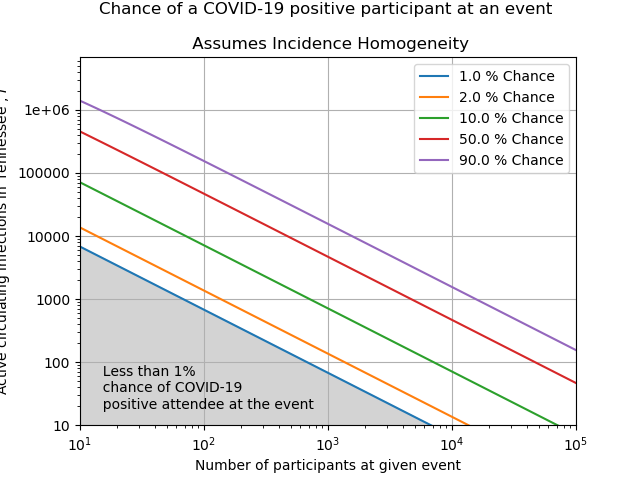 Chance of a COVID-19 positive participant at an event
Assumes Incidence Homogeneity
1.0 % Chance
2.0 % Chance
10.0 % Chance
50.0 % Chance
90.0 % Chance
Active circulating infections in Tennessee , I
1e+06
100000
10000
1000
100
10
Less than 1%
chance of COVID-19
positive attendee at the event
10¹
10²
10³
10⁴
10⁵
Number of participants at given event